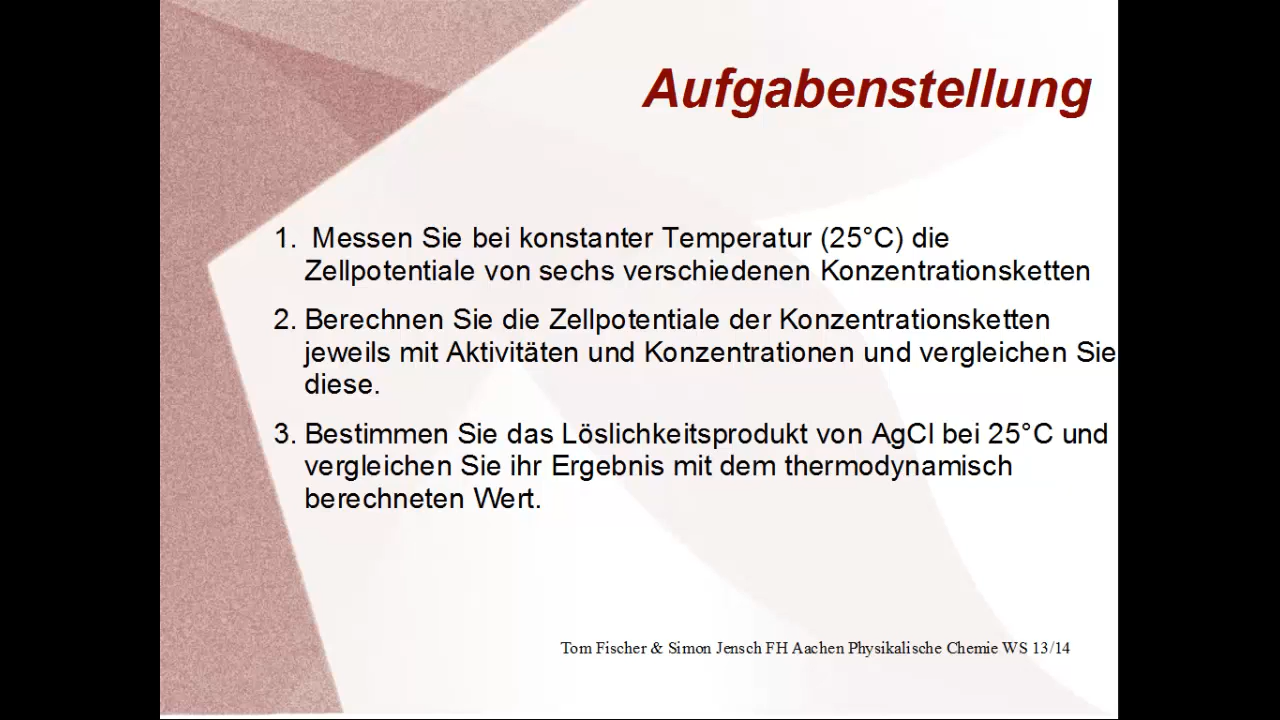 Aufgabenstellung
1. Messen Sie bei konstanter Temperatur (25°C) die
Zellpotentiale von sechs verschiedenen Konzentrationsketten
2. Berechnen Sie die Zellpotentiale der Konzentrationsketten
jeweils mit Aktivitäten und Konzentrationen und vergleichen Sie
diese.
3. Bestimmen Sie das Löslichkeitsprodukt von AgCl bei 25°C und
vergleichen Sie ihr Ergebnis mit dem thermodynamisch
berechneten Wert.
Tom Fischer & Simon Jensch FH Aachen Physikalische Chemie WS 13/14